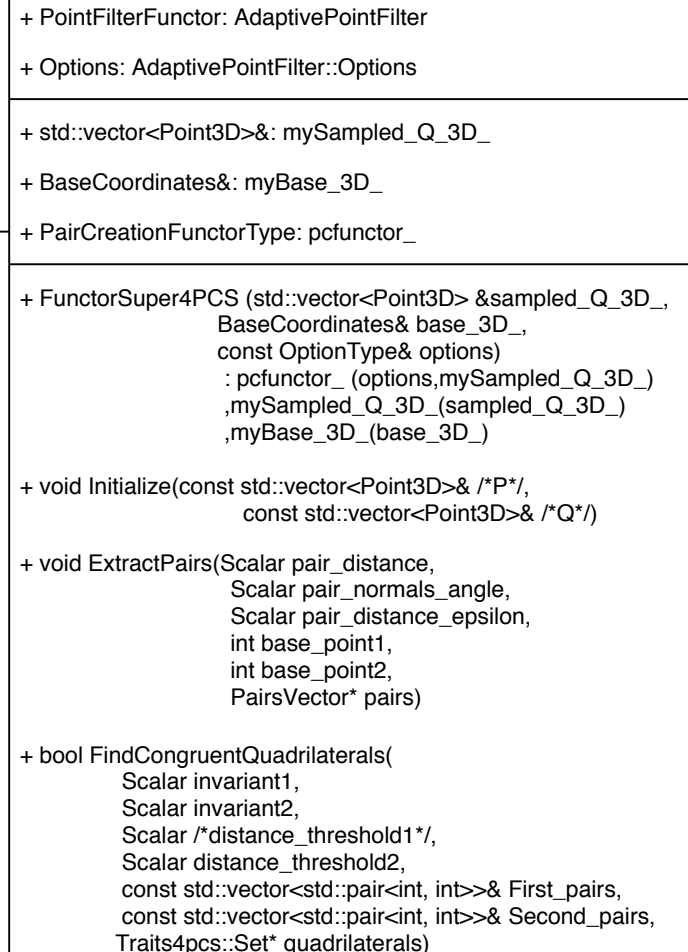 + PointFilterFunctor: AdaptivePointFilter
+ Options: AdaptivePointFilter::Options
+ std::vector<Point3D>&: mySampled_Q_3D_
+ BaseCoordinates&: myBase_3D_
+ PairCreationFunctorType: pcfunctor_
+ FunctorSuper4PCS (std::vector<Point3D> &sampled_Q_3D_,
BaseCoordinates& base_3D_,
const OptionType& options)
: pcfunctor_ (options,mySampled_Q_3D_)
,mySampled_Q_3D_(sampled_Q_3D_)
,myBase_3D_(base_3D_)
+ void Initialize(const std::vector<Point3D>& /*P*/,
const std::vector<Point3D>& /*Q*/)
+ void ExtractPairs(Scalar pair_distance,
Scalar pair_normals_angle,
Scalar pair_distance_epsilon,
int base_point1,
int base_point2,
PairsVector* pairs)
+ bool FindCongruentQuadrilaterals(
Scalar invariant1,
Scalar invariant2,
Scalar /*distance_threshold1*/,
Scalar distance_threshold2,
const std::vector<std::pair<int, int>>& First_pairs,
const std::vector<std::pair<int, int>>& Second_pairs,
Traits4pcs::Set* quadrilaterals)